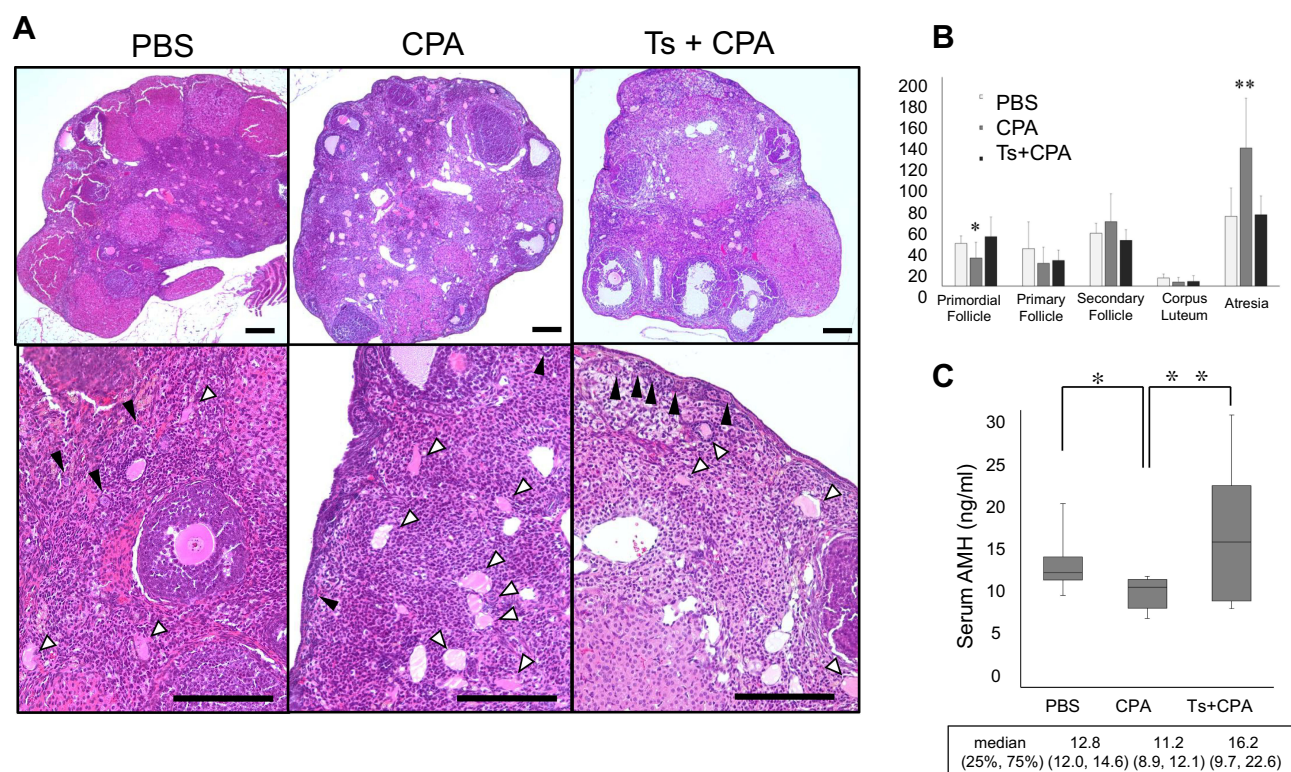 A
PBS
CPA
Ts + CPA
B
200
180
160
140
120
100
80
60
40
20
0
PBS
CPA
Ts+CPA
*
**
Primordial
Follicle
Primary
Follicle
Secondary
Follicle
Corpus
Luteum
Atresia
C
*
* *
Serum AMH (ng/ml)
30
25
20
15
10
5
0
PBS CPA Ts+CPA
median 12.8 11.2 16.2
(25%, 75%) (12.0, 14.6) (8.9, 12.1) (9.7, 22.6)